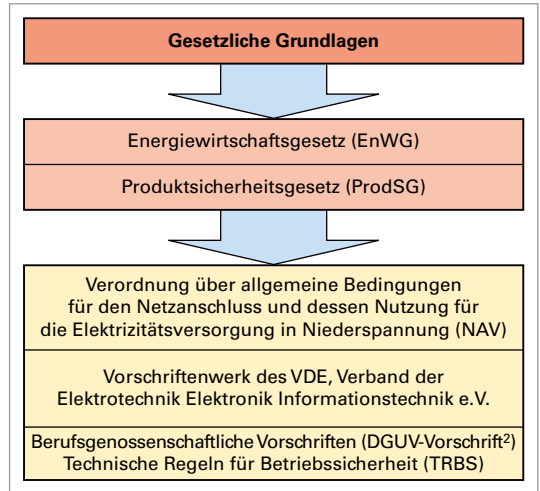 Gesetzliche Grundlagen
Energiewirtschaftsgesetz (EnWG)
Produktsicherheitsgesetz (ProdSG)
Verordnung über allgemeine Bedingungen
für den Netzanschluss und dessen Nutzung für
die Elektrizitätsversorgung in Niederspannung (NAV)
Vorschriftenwerk des VDE, Verband der
Elektrotechnik Elektronik Informationstechnik e.V.
Berufsgenossenschaftliche Vorschriften (DGUV-Vorschrift²)
Technische Regeln für Betriebssicherheit (TRBS)